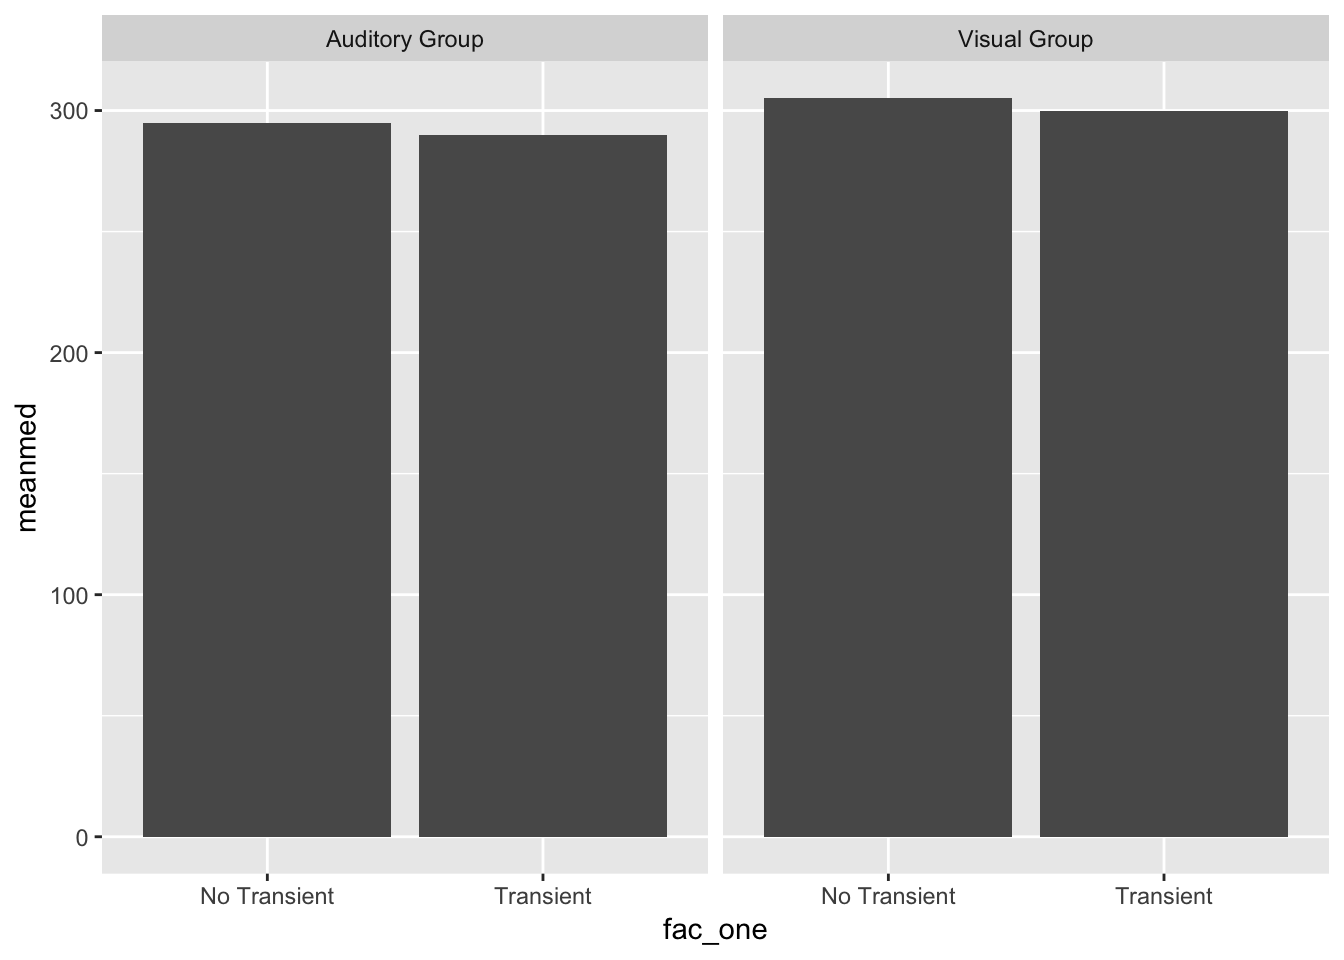 Auditory Group
Visual Group
300
200
100
0
meanmed
No Transient
Transient
No Transient
Transient
fac_one